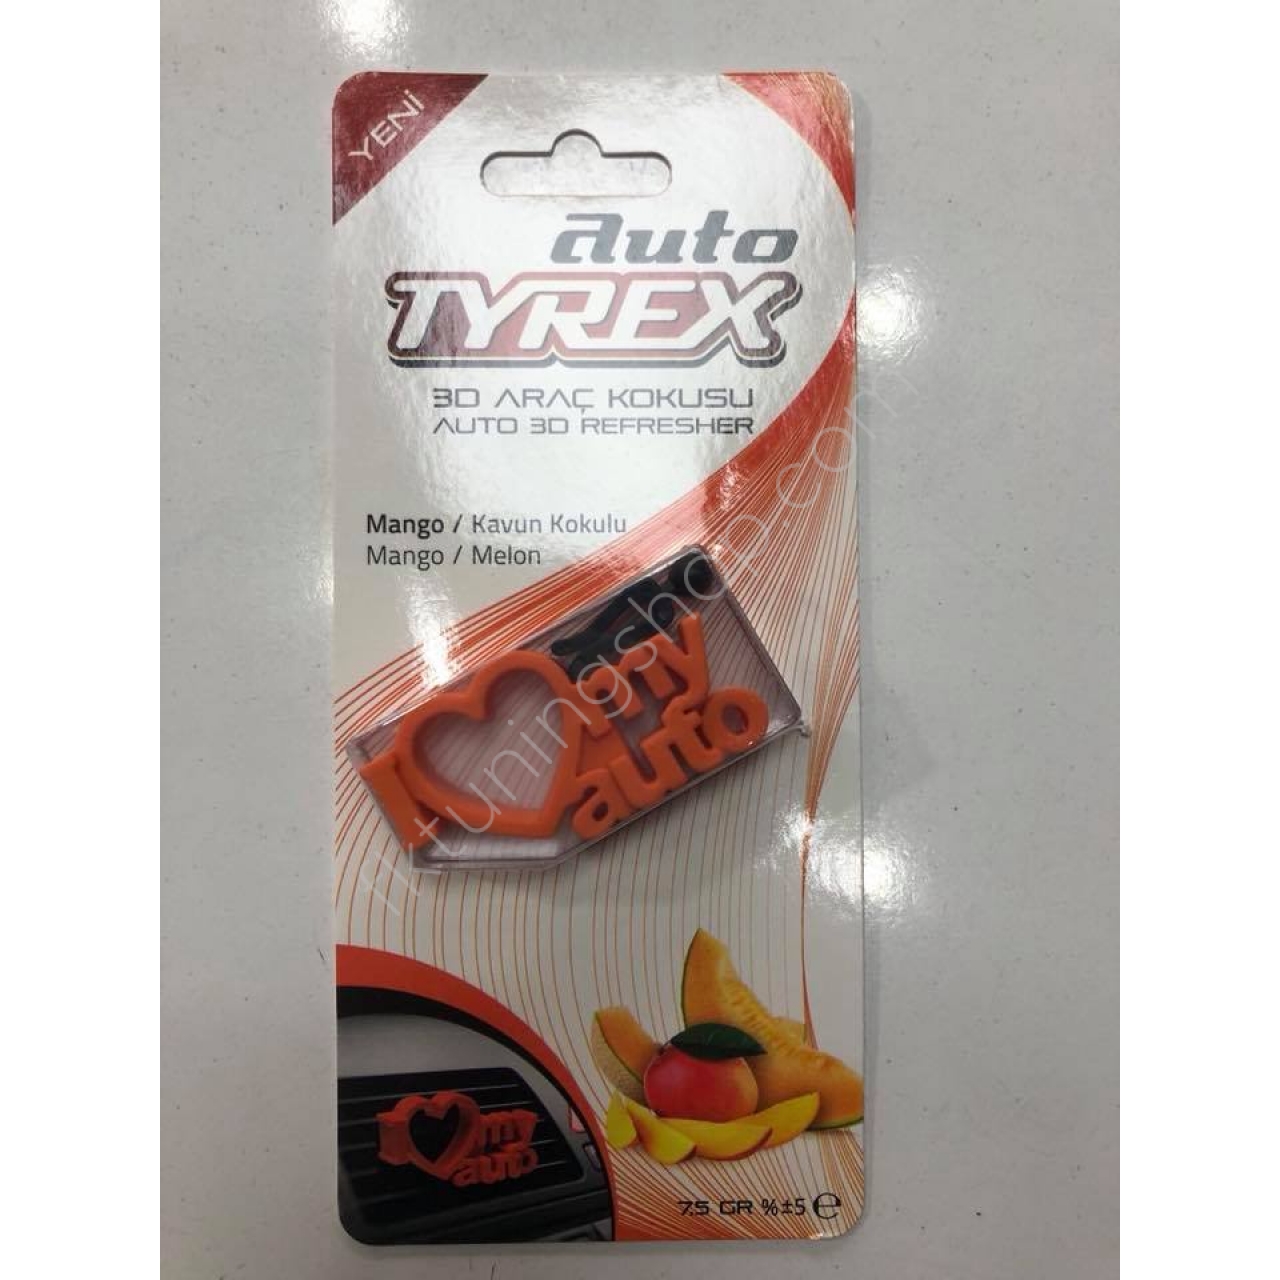 YENİ
auto
TYREX
3D ARAÇ KOKUSU
AUTO 3D REFRESHER
Mango / Kavun Kokulu
Mango / Melon
I my
auto
I my
auto
7.5 GR %±5 e
fktuningshop.com